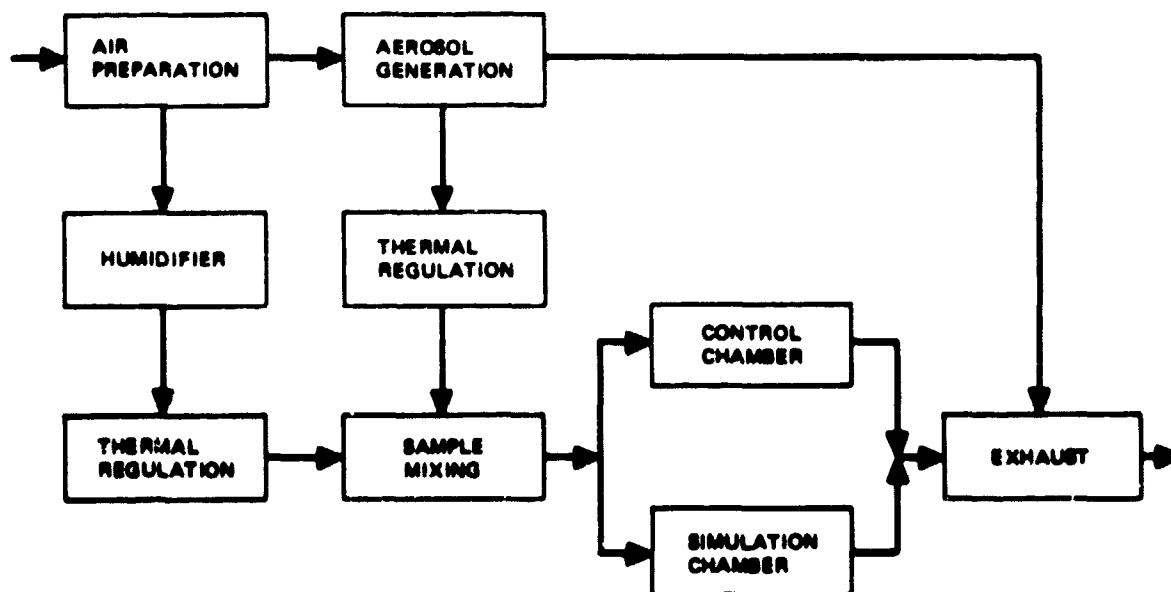 AIR
PREPARATION
AEROSOL
GENERATION
HUMIDIFIER
THERMAL
REGULATION
CONTROL
CHAMBER
THERMAL
REGULATION
SAMPLE
MIXING
EXHAUST
SIMULATION
CHAMBER